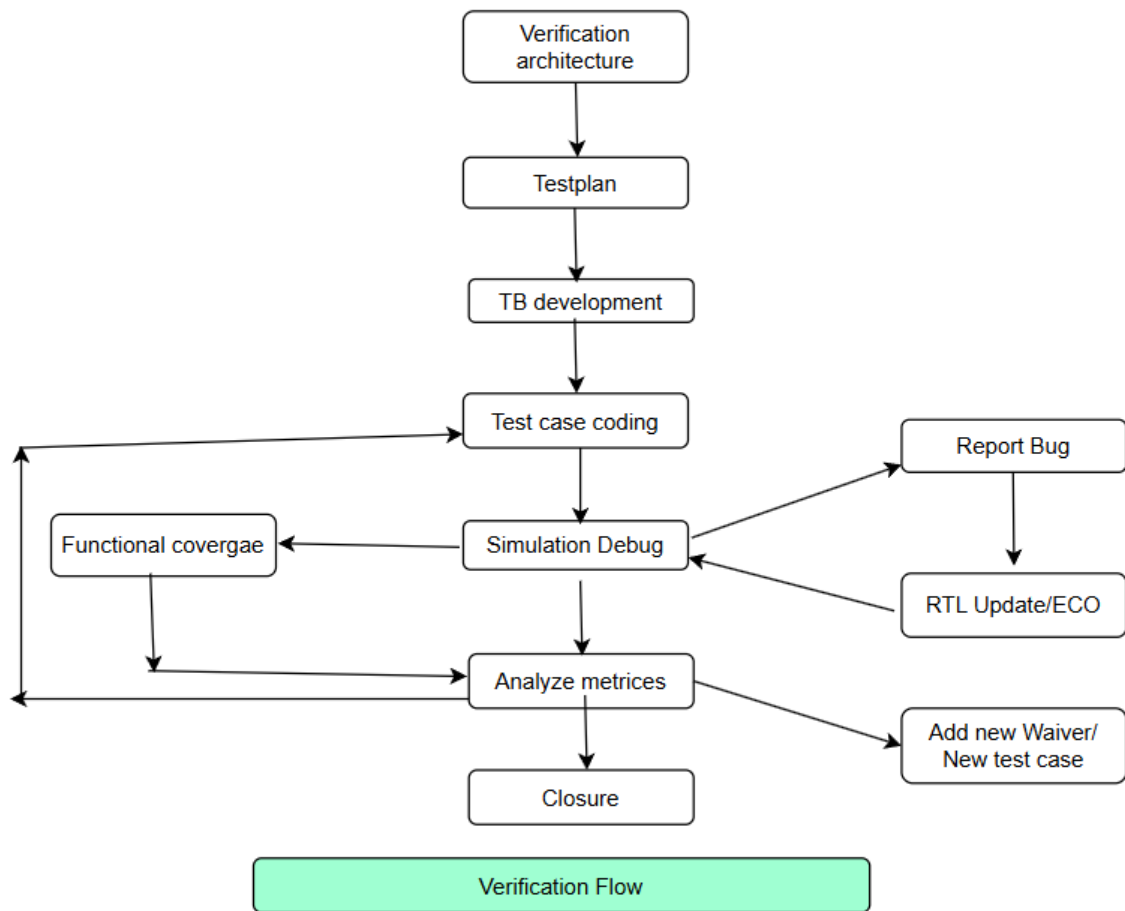 Verification
architecture
Testplan
TB development
Test case coding
Report Bug
Functional covergae
Simulation Debug
RTL Update/ECO
Analyze metrices
Add new Waiver/
New test case
Closure
Verification Flow